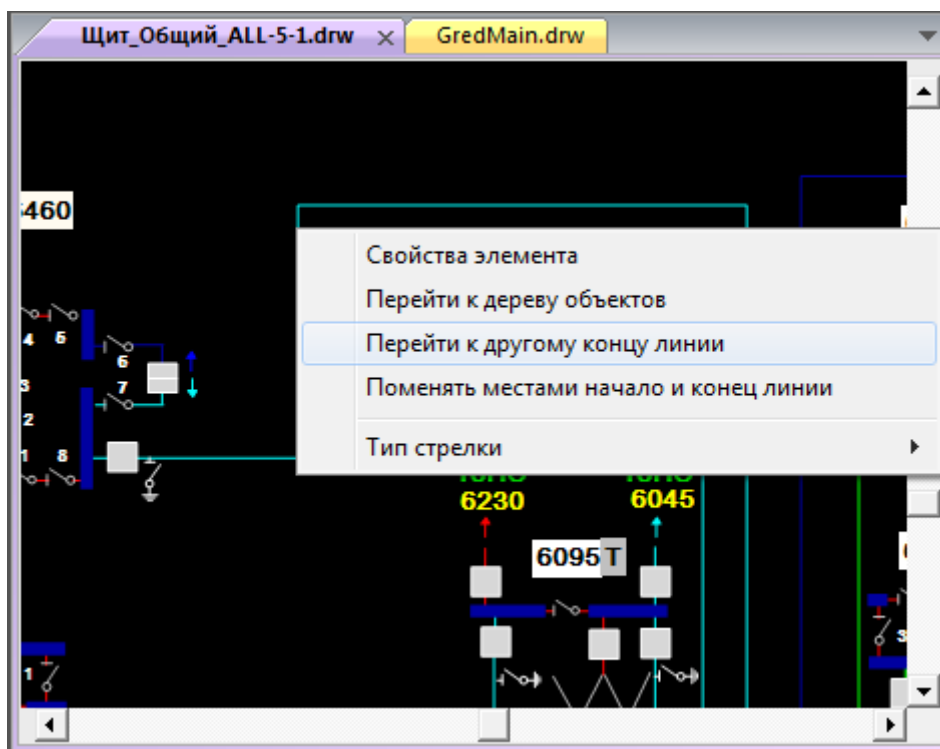 Щит_Общий_ALL-5-1.drw
GredMain.drw
460
Свойства элемента
Перейти к дереву объектов
Перейти к другому концу линии
Поменять местами начало и конец линии
Тип стрелки
4 5
6
3
7
2
1 8
6230
6045
6095 T
3
1